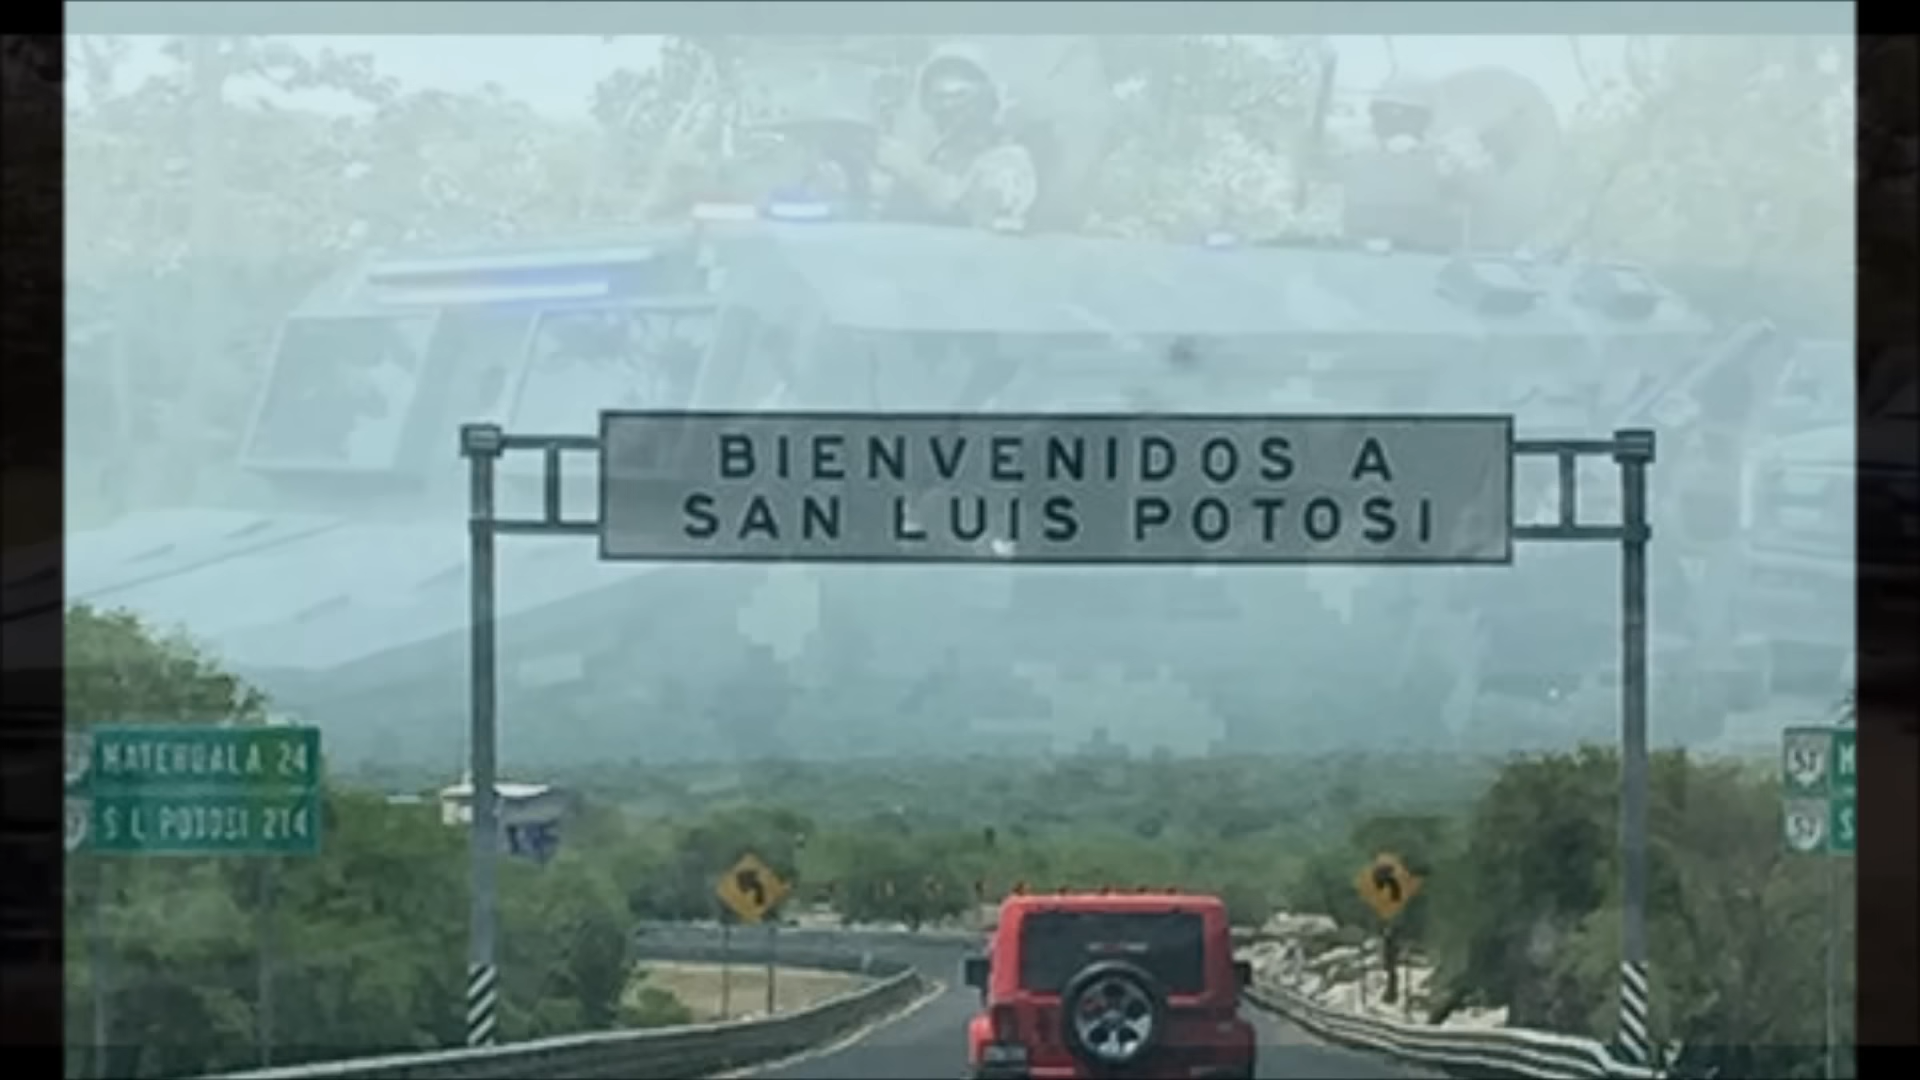 BIENVENIDOS A
SAN LUIS POTOSI
MATEHUALA 24
S L POTOSI 214
57 M
57 S